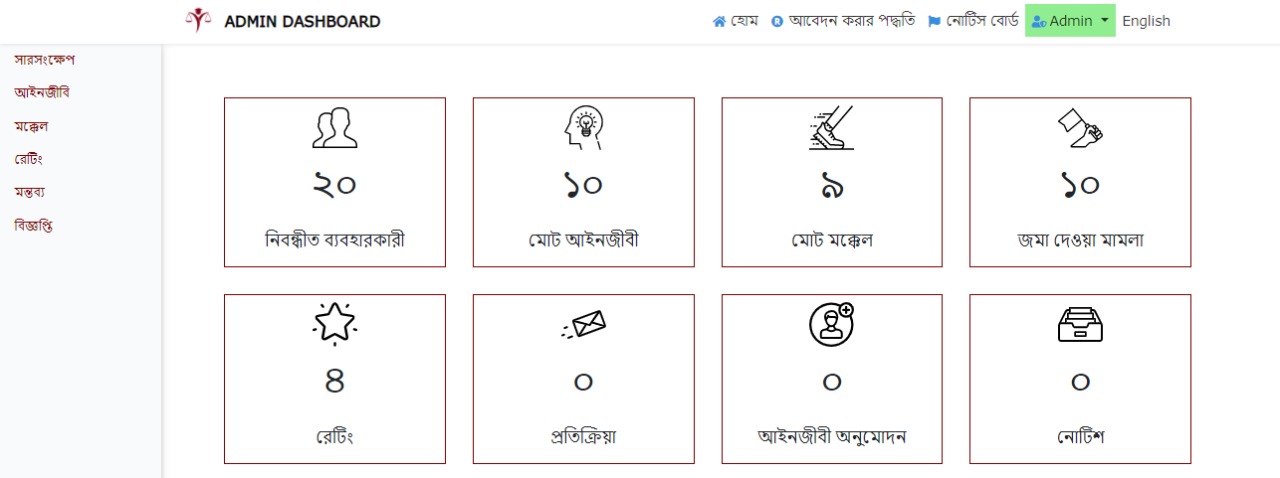 ADMIN DASHBOARD
হোম আবেদন করার পদ্ধতি নোটিস বোর্ড Admin English
সারসংক্ষেপ
আইনজীবি
মক্কেল
রেটিং
মন্তব্য
বিজ্ঞপ্তি
২০ ১০ ৯ ১০
নিবন্ধীত ব্যবহারকারী মোট আইনজীবী মোট মক্কেল জমা দেওয়া মামলা
৪ ০ ০ ০
রেটিং প্রতিক্রিয়া আইনজীবী অনুমোদন নোটিশ